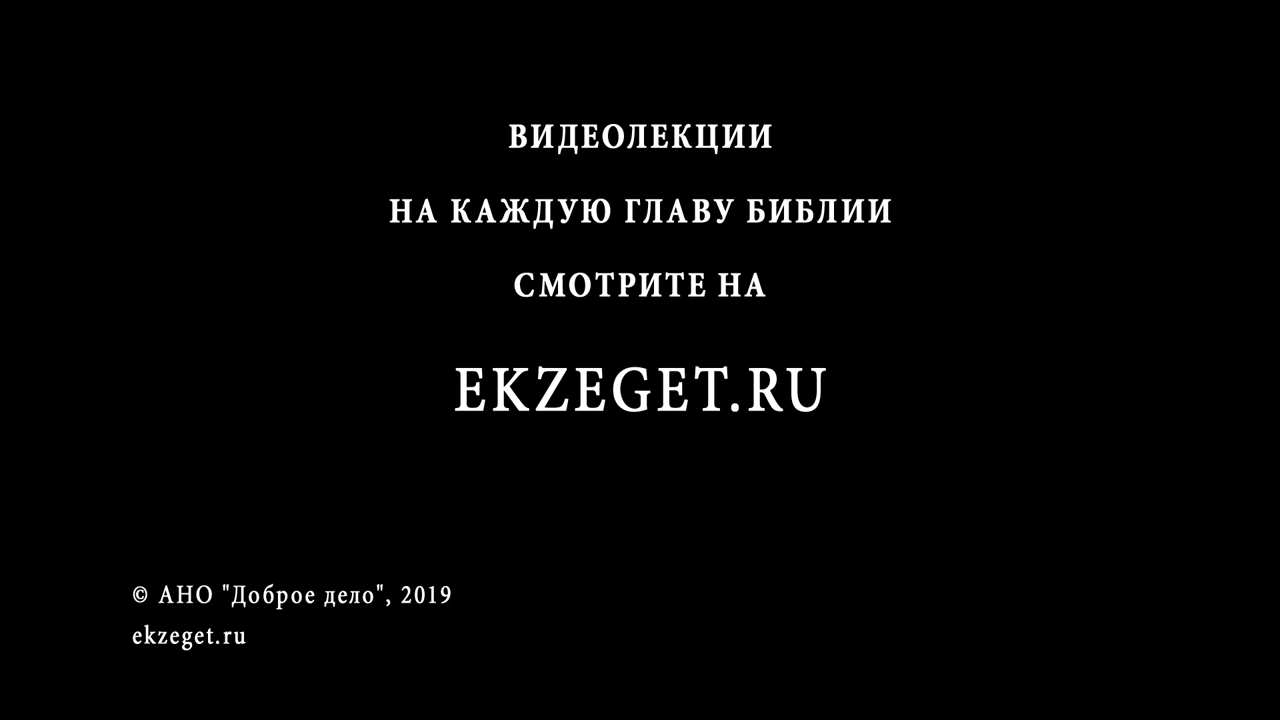 ВИДЕОЛЕКЦИИ
НА КАЖДУЮ ГЛАВУ БИБЛИИ
СМОТРИТЕ НА
EKZEGET.RU
© АНО "Доброе дело", 2019
ekzeget.ru